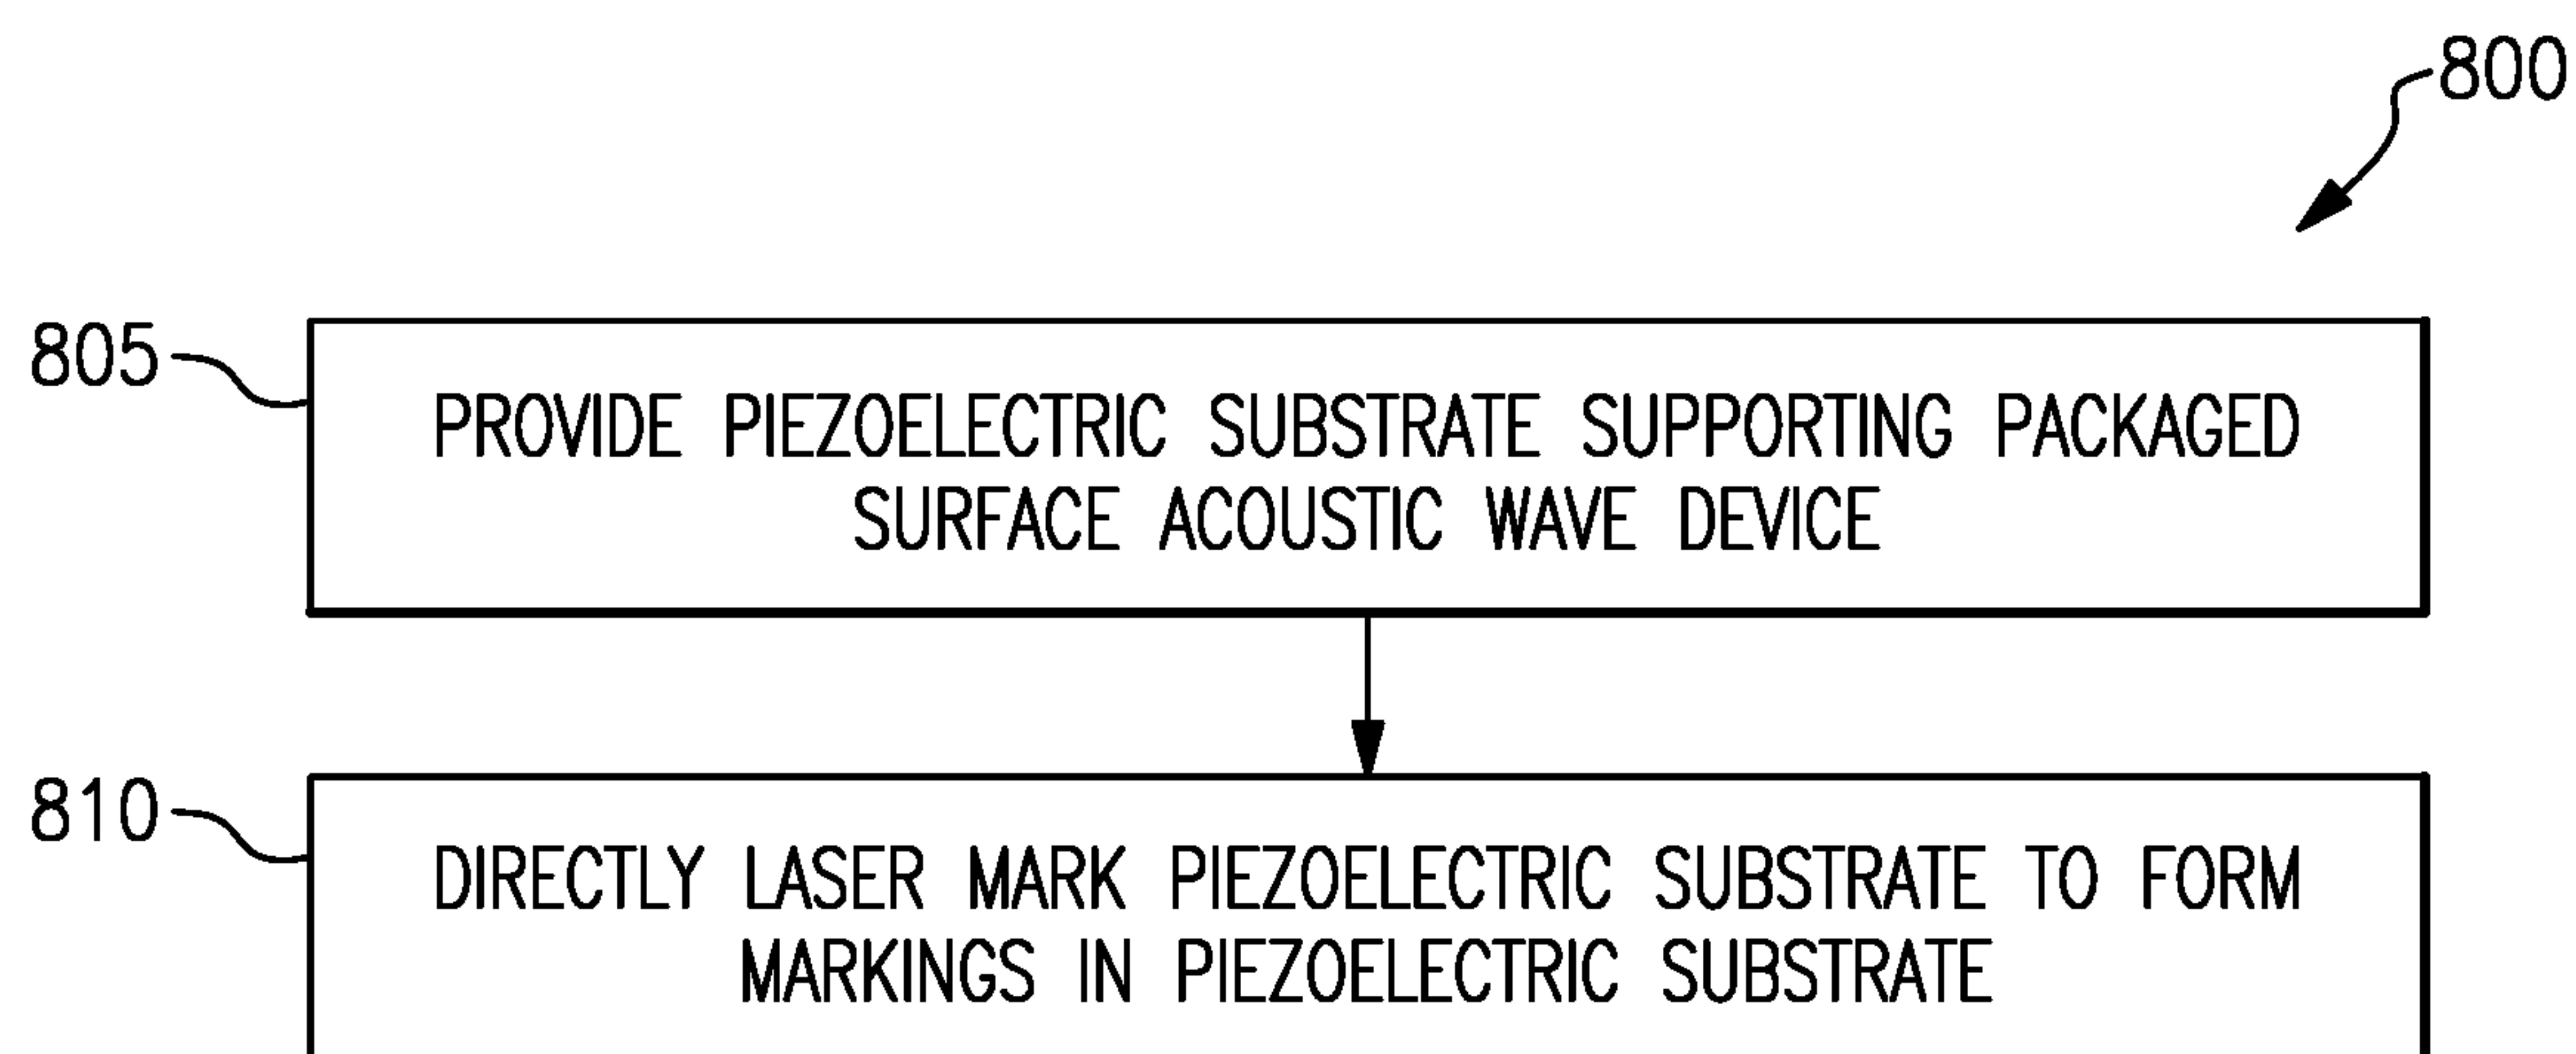 800
805
PROVIDE PIEZOELECTRIC SUBSTRATE SUPPORTING PACKAGED
SURFACE ACOUSTIC WAVE DEVICE
810
DIRECTLY LASER MARK PIEZOELECTRIC SUBSTRATE TO FORM
MARKINGS IN PIEZOELECTRIC SUBSTRATE